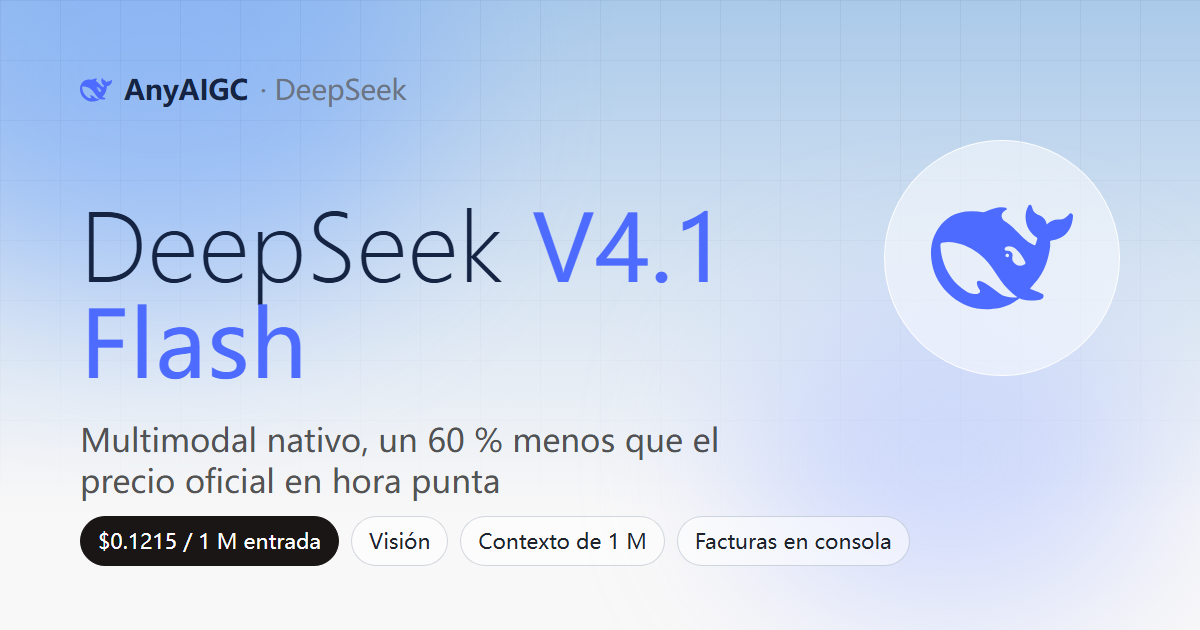 AnyAIGC · DeepSeek
DeepSeek V4.1
Flash
Multimodal nativo, un 60 % menos que el
precio oficial en hora punta
$0.1215 / 1 M entrada
Visión
Contexto de 1 M
Facturas en consola